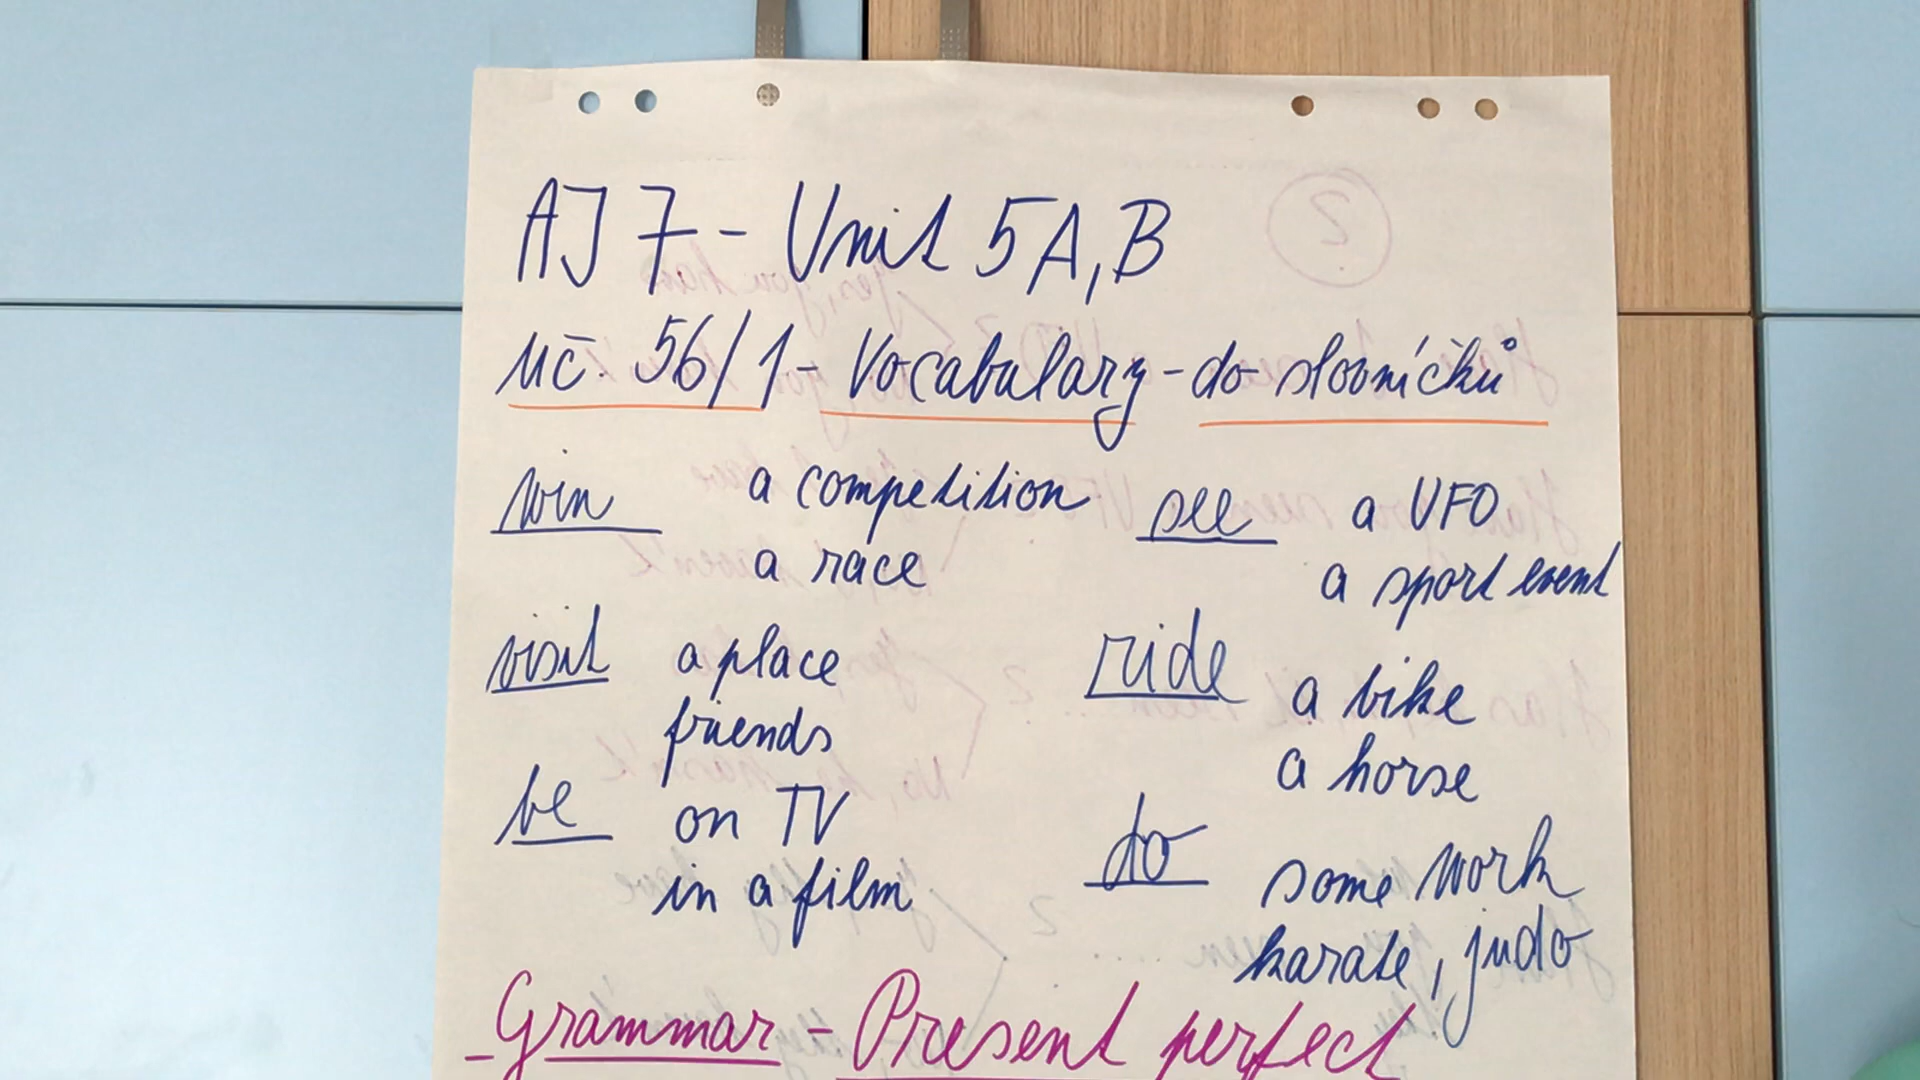 AJ 7 - Unit 5A, B
uč. 56/1 - Vocabulary - do slovníčků
win a competition see a UFO
a race a sport event
visit a place ride a bike
friends a horse
be on TV do some work
in a film karate, judo
- Grammar - Present perfect